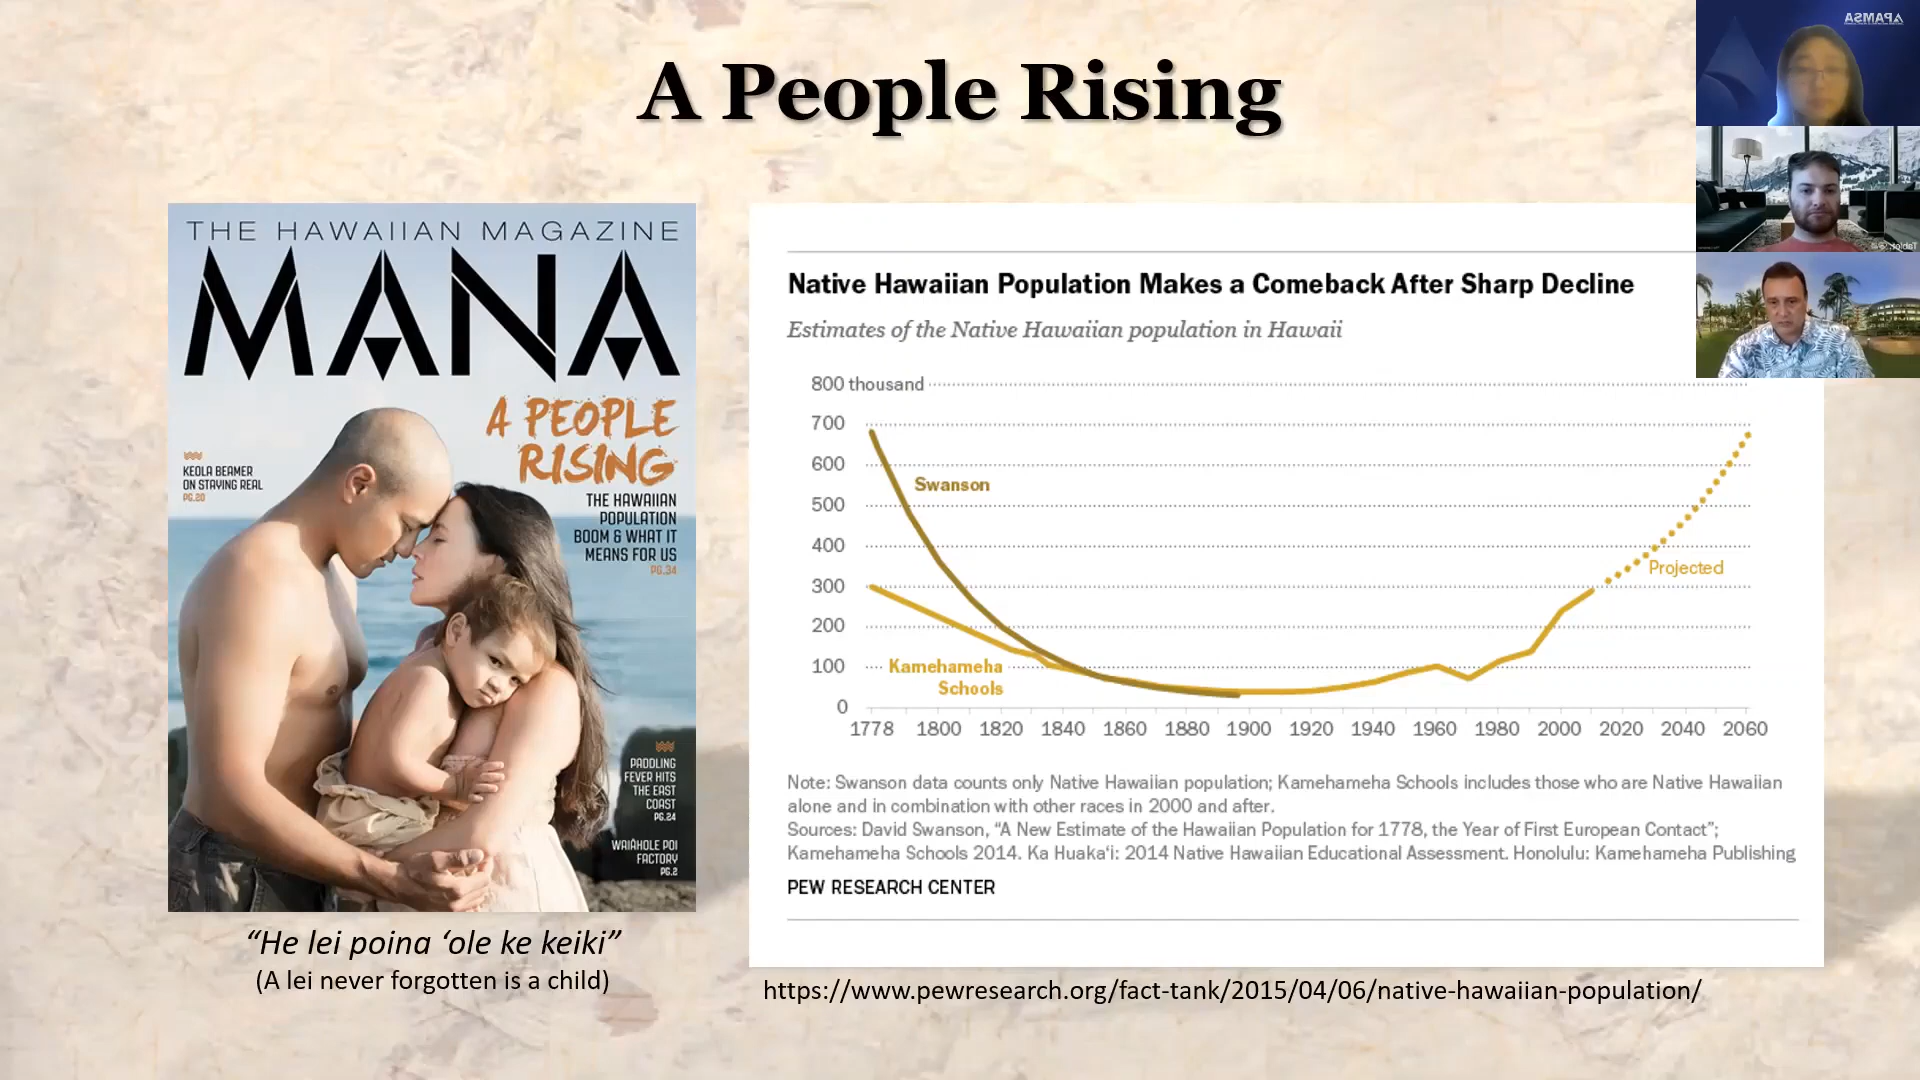 A People Rising
APAMSA
THE HAWAIIAN MAGAZINE
MANA
A PEOPLE
RISING
THE HAWAIIAN
POPULATION
BOOM & WHAT IT
MEANS FOR US
PG.34
KEOLA BEAMER
ON STAYING REAL
PG.20
PADDLING
FEVER HITS
THE EAST
COAST
PG.24
WAIĀHOLE POI
FACTORY
PG.2
“He lei poina ‘ole ke keiki”
(A lei never forgotten is a child)
Native Hawaiian Population Makes a Comeback After Sharp Decline
Estimates of the Native Hawaiian population in Hawaii
800 thousand
700
600
500
400
300
200
100
0
Swanson
Kamehameha
Schools
Projected
1778 1800 1820 1840 1860 1880 1900 1920 1940 1960 1980 2000 2020 2040 2060
Note: Swanson data counts only Native Hawaiian population; Kamehameha Schools includes those who are Native Hawaiian
alone and in combination with other races in 2000 and after.
Sources: David Swanson, “A New Estimate of the Hawaiian Population for 1778, the Year of First European Contact”;
Kamehameha Schools 2014. Ka Huaka‘i: 2014 Native Hawaiian Educational Assessment. Honolulu: Kamehameha Publishing
PEW RESEARCH CENTER
https://www.pewresearch.org/fact-tank/2015/04/06/native-hawaiian-population/